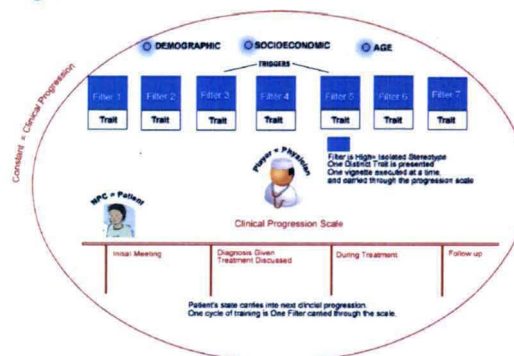 DEMOGRAPHIC SOCIOECONOMIC AGE
TRIGGERS
Filter 1 Filter 2 Filter 3 Filter 4 Filter 5 Filter 6 Filter 7
Trait Trait Trait Trait Trait Trait Trait
Constant = Clinical Progression
Filter is High= Isolated Stereotype
One Distinct Trait is presented
One vignette executed at a time,
and carried through the progression scale
Player = Physician
NPC = Patient
Clinical Progression Scale
Initial Meeting
Diagnosis Given
Treatment Discussed
During Treatment
Follow up
Patient's state carries into next clincial progression.
One cycle of training is One Filter carried through the scale.